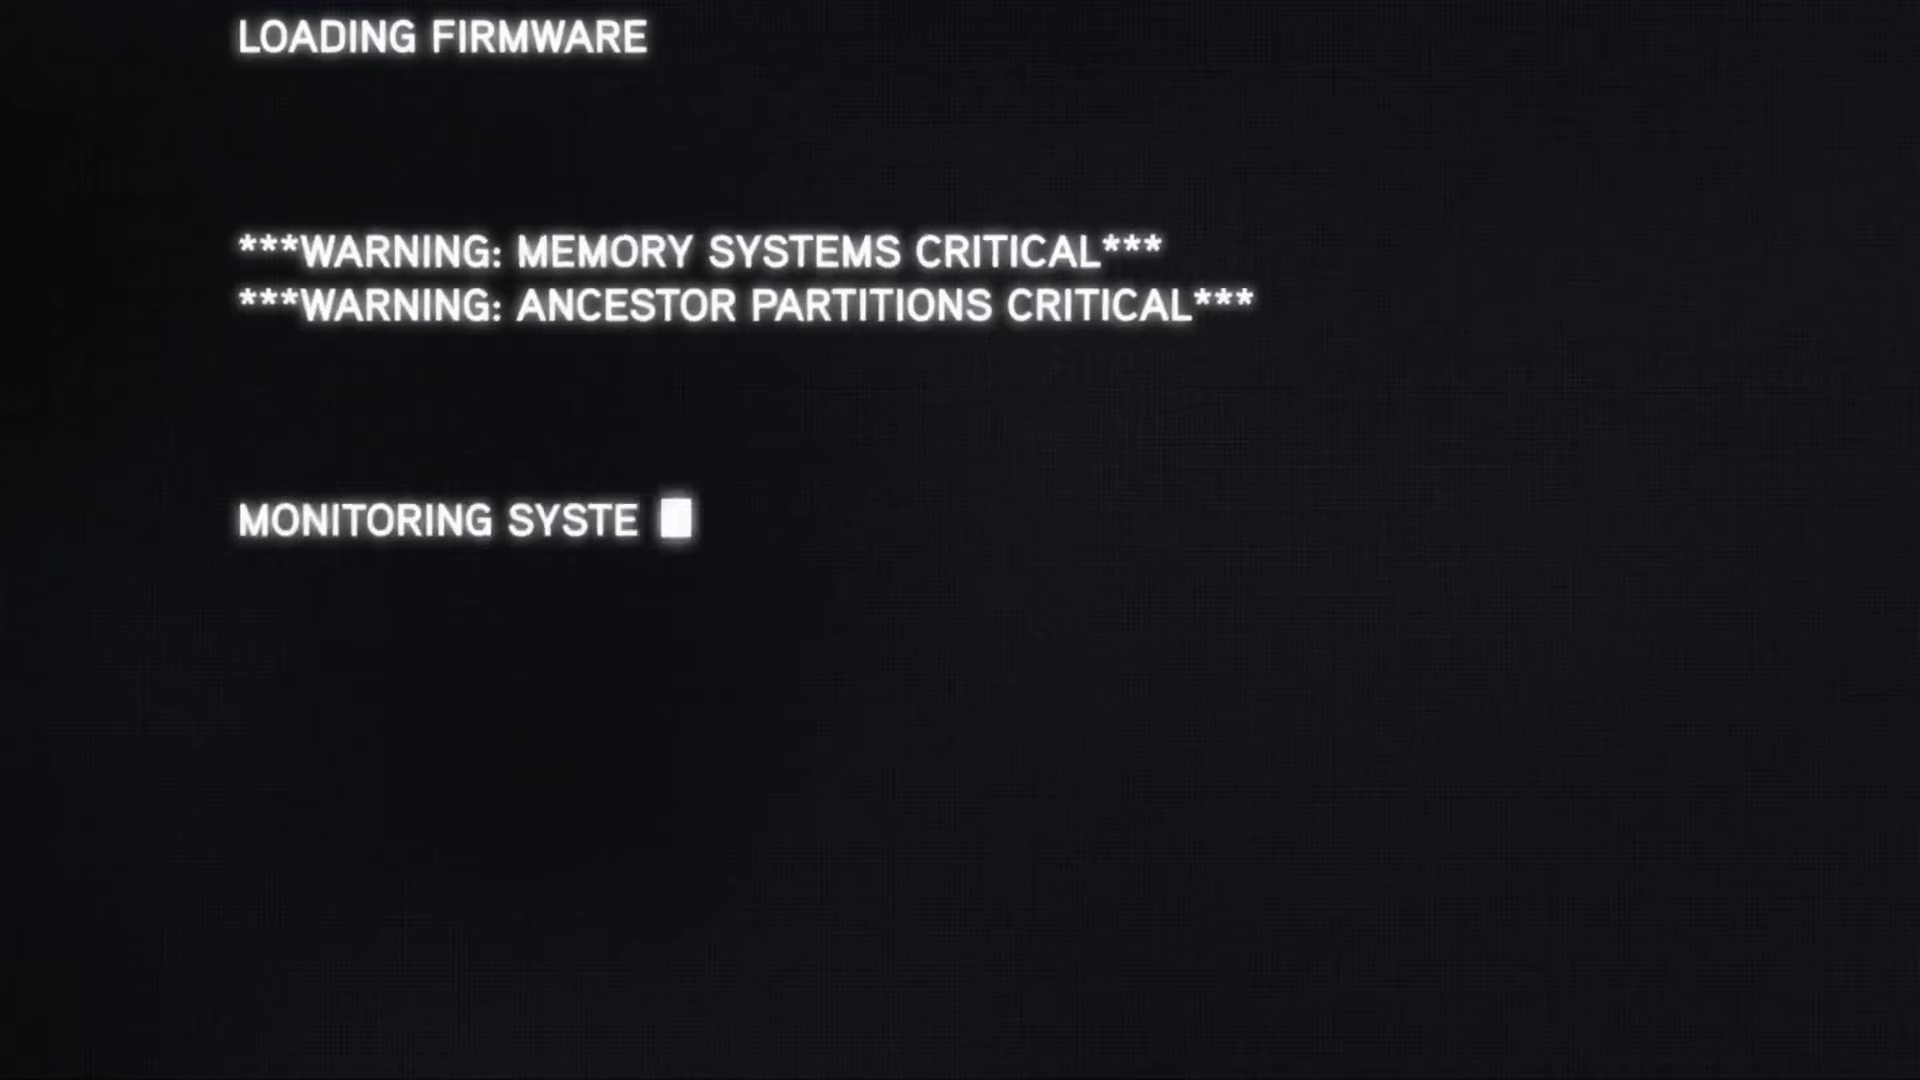 LOADING FIRMWARE
***WARNING: MEMORY SYSTEMS CRITICAL***
***WARNING: ANCESTOR PARTITIONS CRITICAL***
MONITORING SYSTE